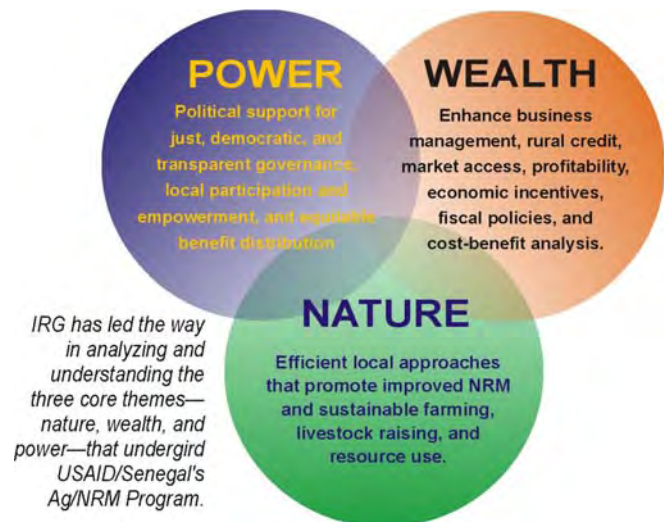 POWER
Political support for
just, democratic, and
transparent governance,
local participation and
empowerment, and equitable
benefit distribution
WEALTH
Enhance business
management, rural credit,
market access, profitability,
economic incentives,
fiscal policies, and
cost-benefit analysis.
NATURE
Efficient local approaches
that promote improved NRM
and sustainable farming,
livestock raising, and
resource use.
IRG has led the way
in analyzing and
understanding the
three core themes—
nature, wealth, and
power—that undergird
USAID/Senegal's
Ag/NRM Program.